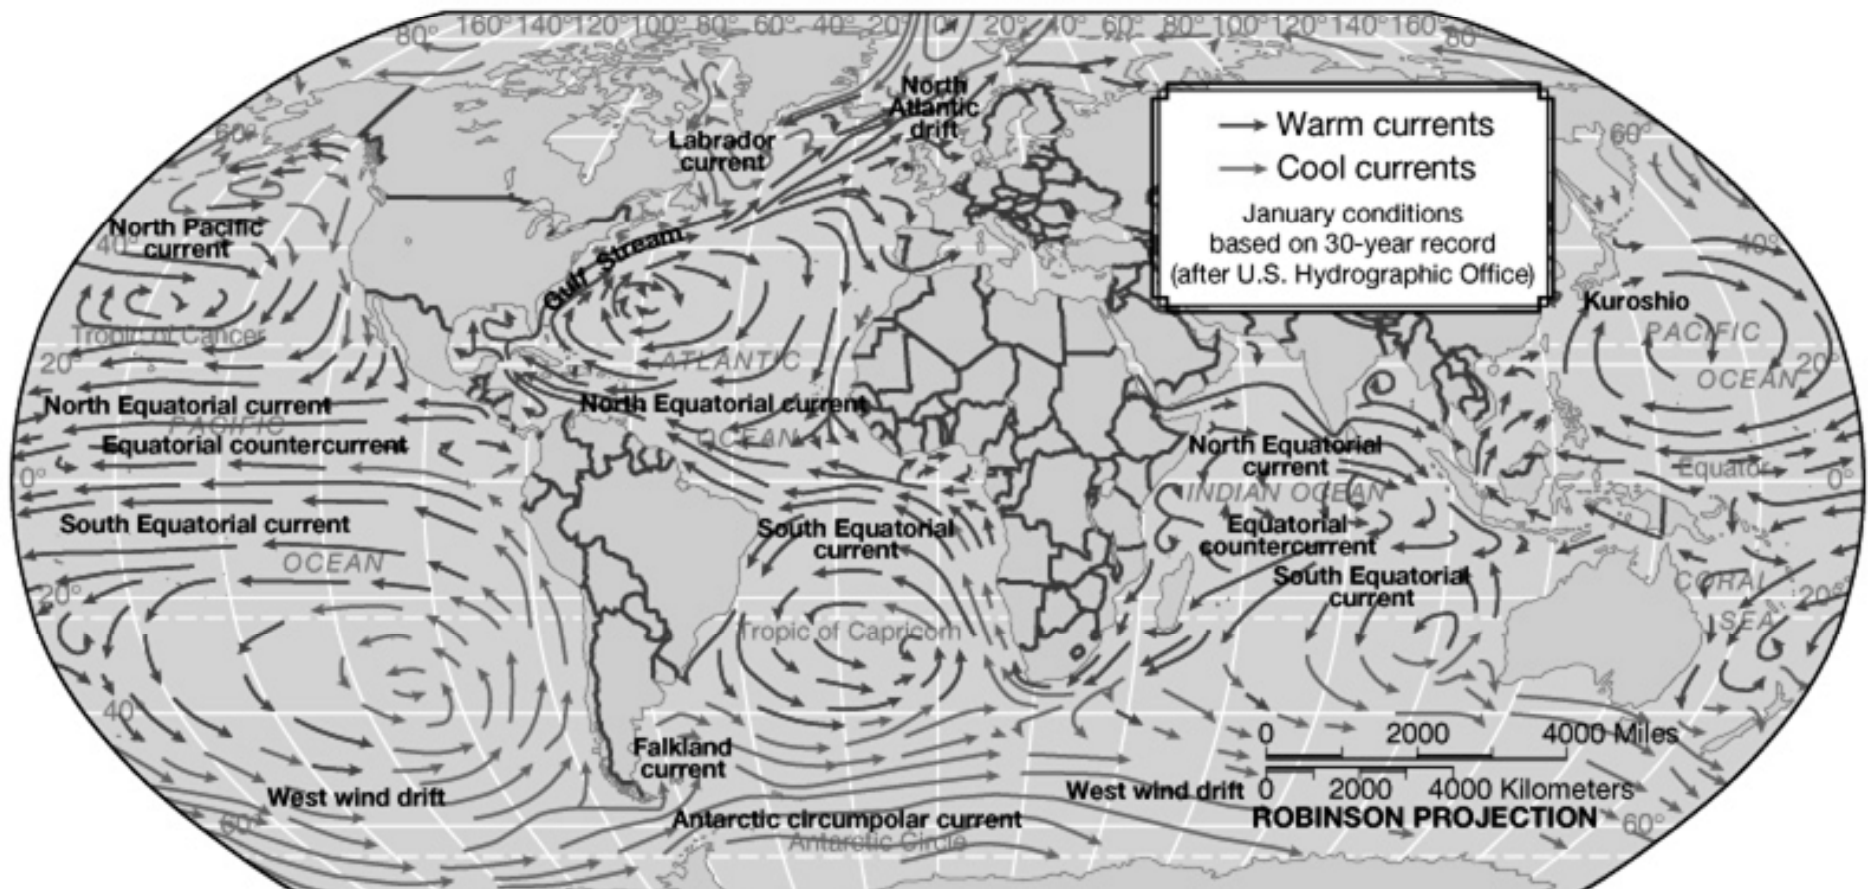 160° 140° 120° 100° 80° 60° 40° 20° 0° 20° 40° 60° 80° 100° 120° 140° 160°
80°
80°
North
Atlantic
drift
Labrador
current
Warm currents
Cool currents
January conditions
based on 30-year record
(after U.S. Hydrographic Office)
60°
60°
North Pacific
current
40°
40°
Gulf Stream
Kuroshio
PACIFIC
OCEAN
Tropic of Cancer
20°
20°
ATLANTIC
OCEAN
North Equatorial current
North Equatorial current
PACIFIC
Equatorial countercurrent
North Equatorial
current
Equator
0°
0°
INDIAN OCEAN
South Equatorial current
South Equatorial
current
Equatorial
countercurrent
OCEAN
South Equatorial
current
CORAL
SEA
20°
20°
Tropic of Capricorn
40°
Falkland
current
0 2000 4000 Miles
0 2000 4000 Kilometers
ROBINSON PROJECTION
West wind drift
West wind drift
60°
60°
Antarctic circumpolar current
Antarctic Circle